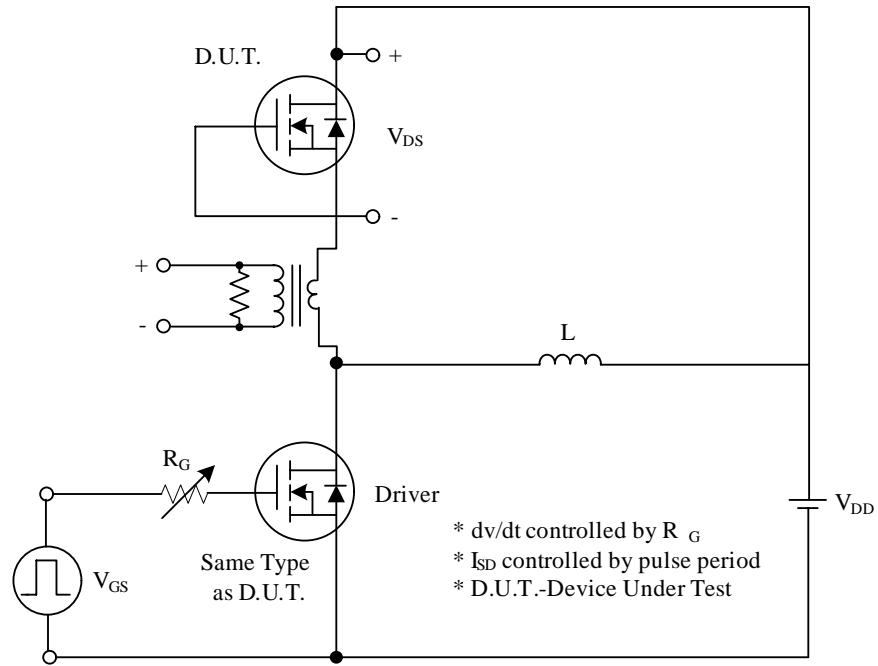 D.U.T.
+
VDS
-
+
-
L
RG
Driver
VDD
* dv/dt controlled by R G
* ISD controlled by pulse period
* D.U.T.-Device Under Test
Same Type
as D.U.T.
VGS